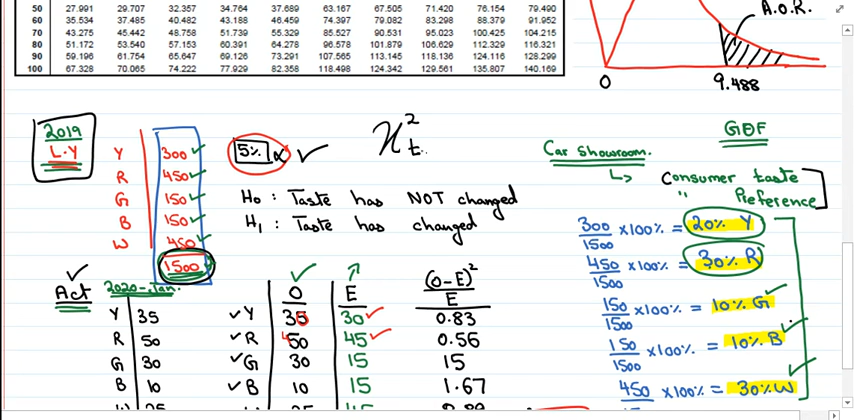 50 27.991 29.707 32.357 34.764 37.689 63.167 67.505 71.420 76.154 79.490
60 35.534 37.485 40.482 43.188 46.459 74.397 79.082 83.298 88.379 91.952
70 43.275 45.442 48.758 51.739 55.329 85.527 90.531 95.023 100.425 104.215
80 51.172 53.540 57.153 60.391 64.278 96.578 101.879 106.629 112.329 116.321
90 59.196 61.754 65.647 69.126 73.291 107.565 113.145 118.136 124.116 128.299
100 67.328 70.065 74.222 77.929 82.358 118.498 124.342 129.561 135.807 140.169
A.O.R.
0 9.488
2019
L.Y
Y 300
R 450
G 150
B 150
W 450
1500
5% α
χ²t.
H0 : Taste has NOT changed
H1 : Taste has changed
GOF
Car Showroom.
↳ Consumer taste
" Preference
300/1500 ×100% = 20% Y
450/1500 ×100% = 30% R
150/1500 ×100% = 10% G
150/1500 ×100% = 10% B
450 ×100% = 30% W
Act 2020-Jan. O E (O-E)²/E
Y 35 Y 35 30 0.83
R 50 R 50 45 0.56
G 30 G 30 15 15
B 10 B 10 15 1.67